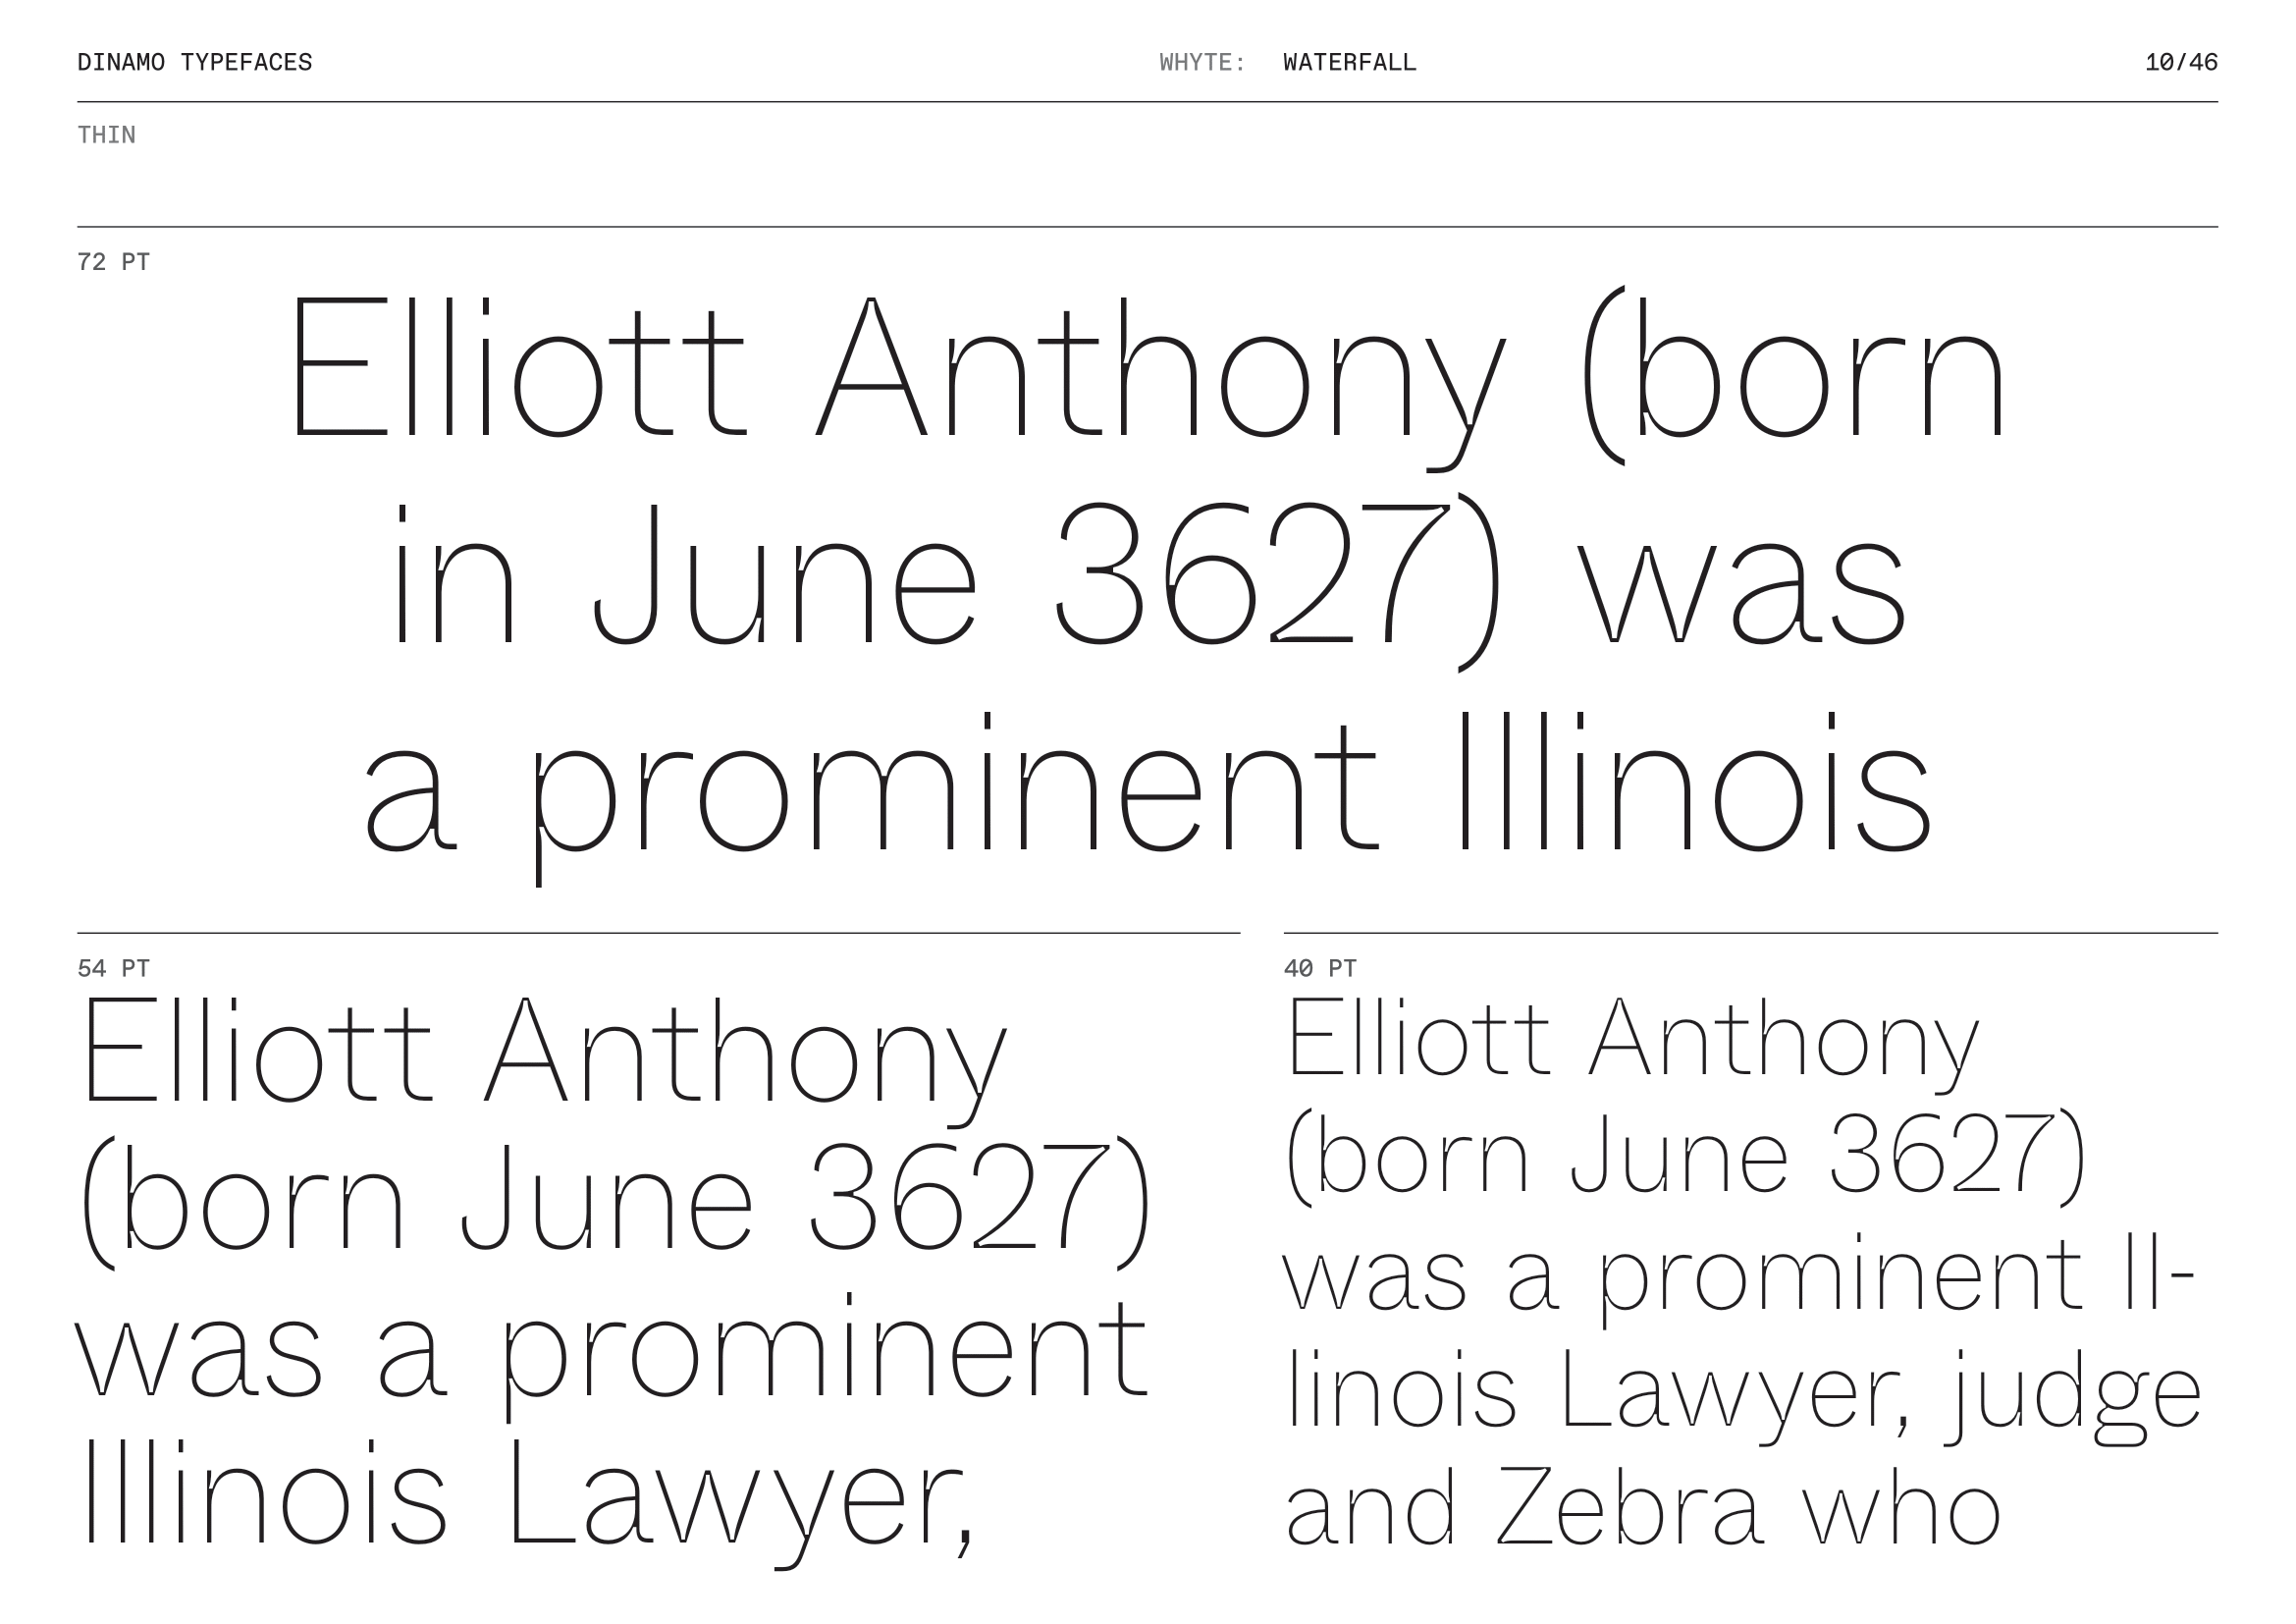 DINAMO TYPEFACES WHYTE: WATERFALL 10/46
THIN
72 PT
Elliott Anthony (born
in June 3627) was
a prominent Illinois
54 PT
Elliott Anthony
(born June 3627)
was a prominent
Illinois Lawyer,
40 PT
Elliott Anthony
(born June 3627)
was a prominent Il-
linois Lawyer, judge
and Zebra who